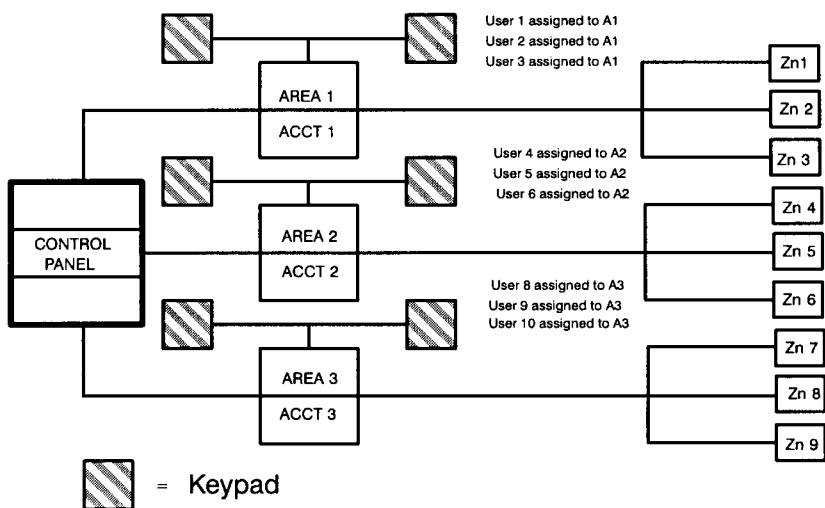 User 1 assigned to A1
User 2 assigned to A1
User 3 assigned to A1
Zn1
AREA 1
ACCT 1
Zn 2
Zn 3
User 4 assigned to A2
User 5 assigned to A2
User 6 assigned to A2
Zn 4
CONTROL
PANEL
AREA 2
ACCT 2
Zn 5
Zn 6
User 8 assigned to A3
User 9 assigned to A3
User 10 assigned to A3
Zn 7
AREA 3
ACCT 3
Zn 8
Zn 9
= Keypad